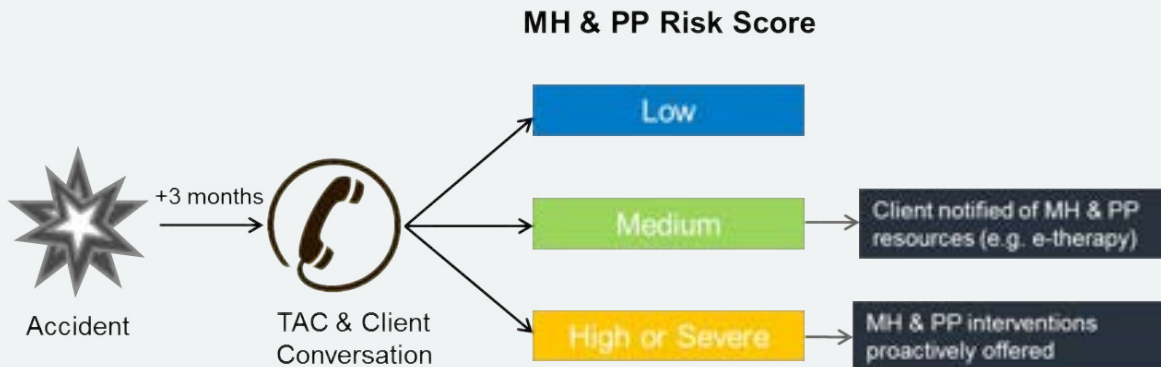 MH & PP Risk Score
Low
+3 months
Medium
Client notified of MH & PP
resources (e.g. e-therapy)
Accident
TAC & Client
Conversation
High or Severe
MH & PP interventions
proactively offered